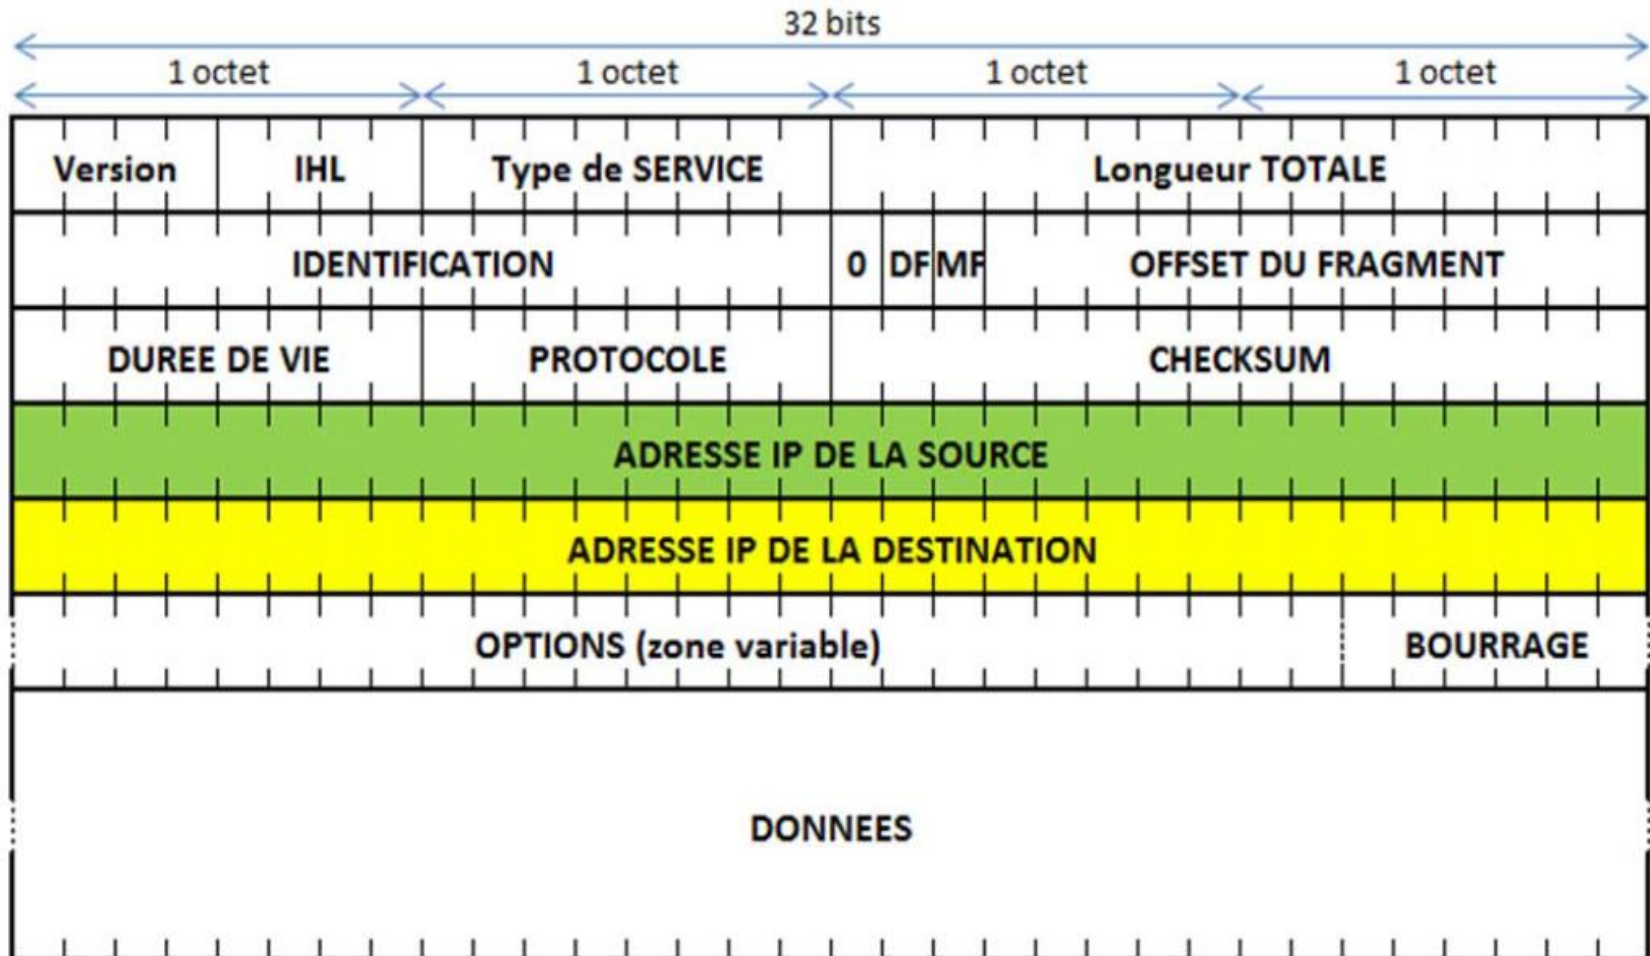 32 bits
1 octet 1 octet 1 octet 1 octet
Version IHL Type de SERVICE Longueur TOTALE
IDENTIFICATION 0 DF MF OFFSET DU FRAGMENT
DUREE DE VIE PROTOCOLE CHECKSUM
ADRESSE IP DE LA SOURCE
ADRESSE IP DE LA DESTINATION
OPTIONS (zone variable) BOURRAGE
DONNEES